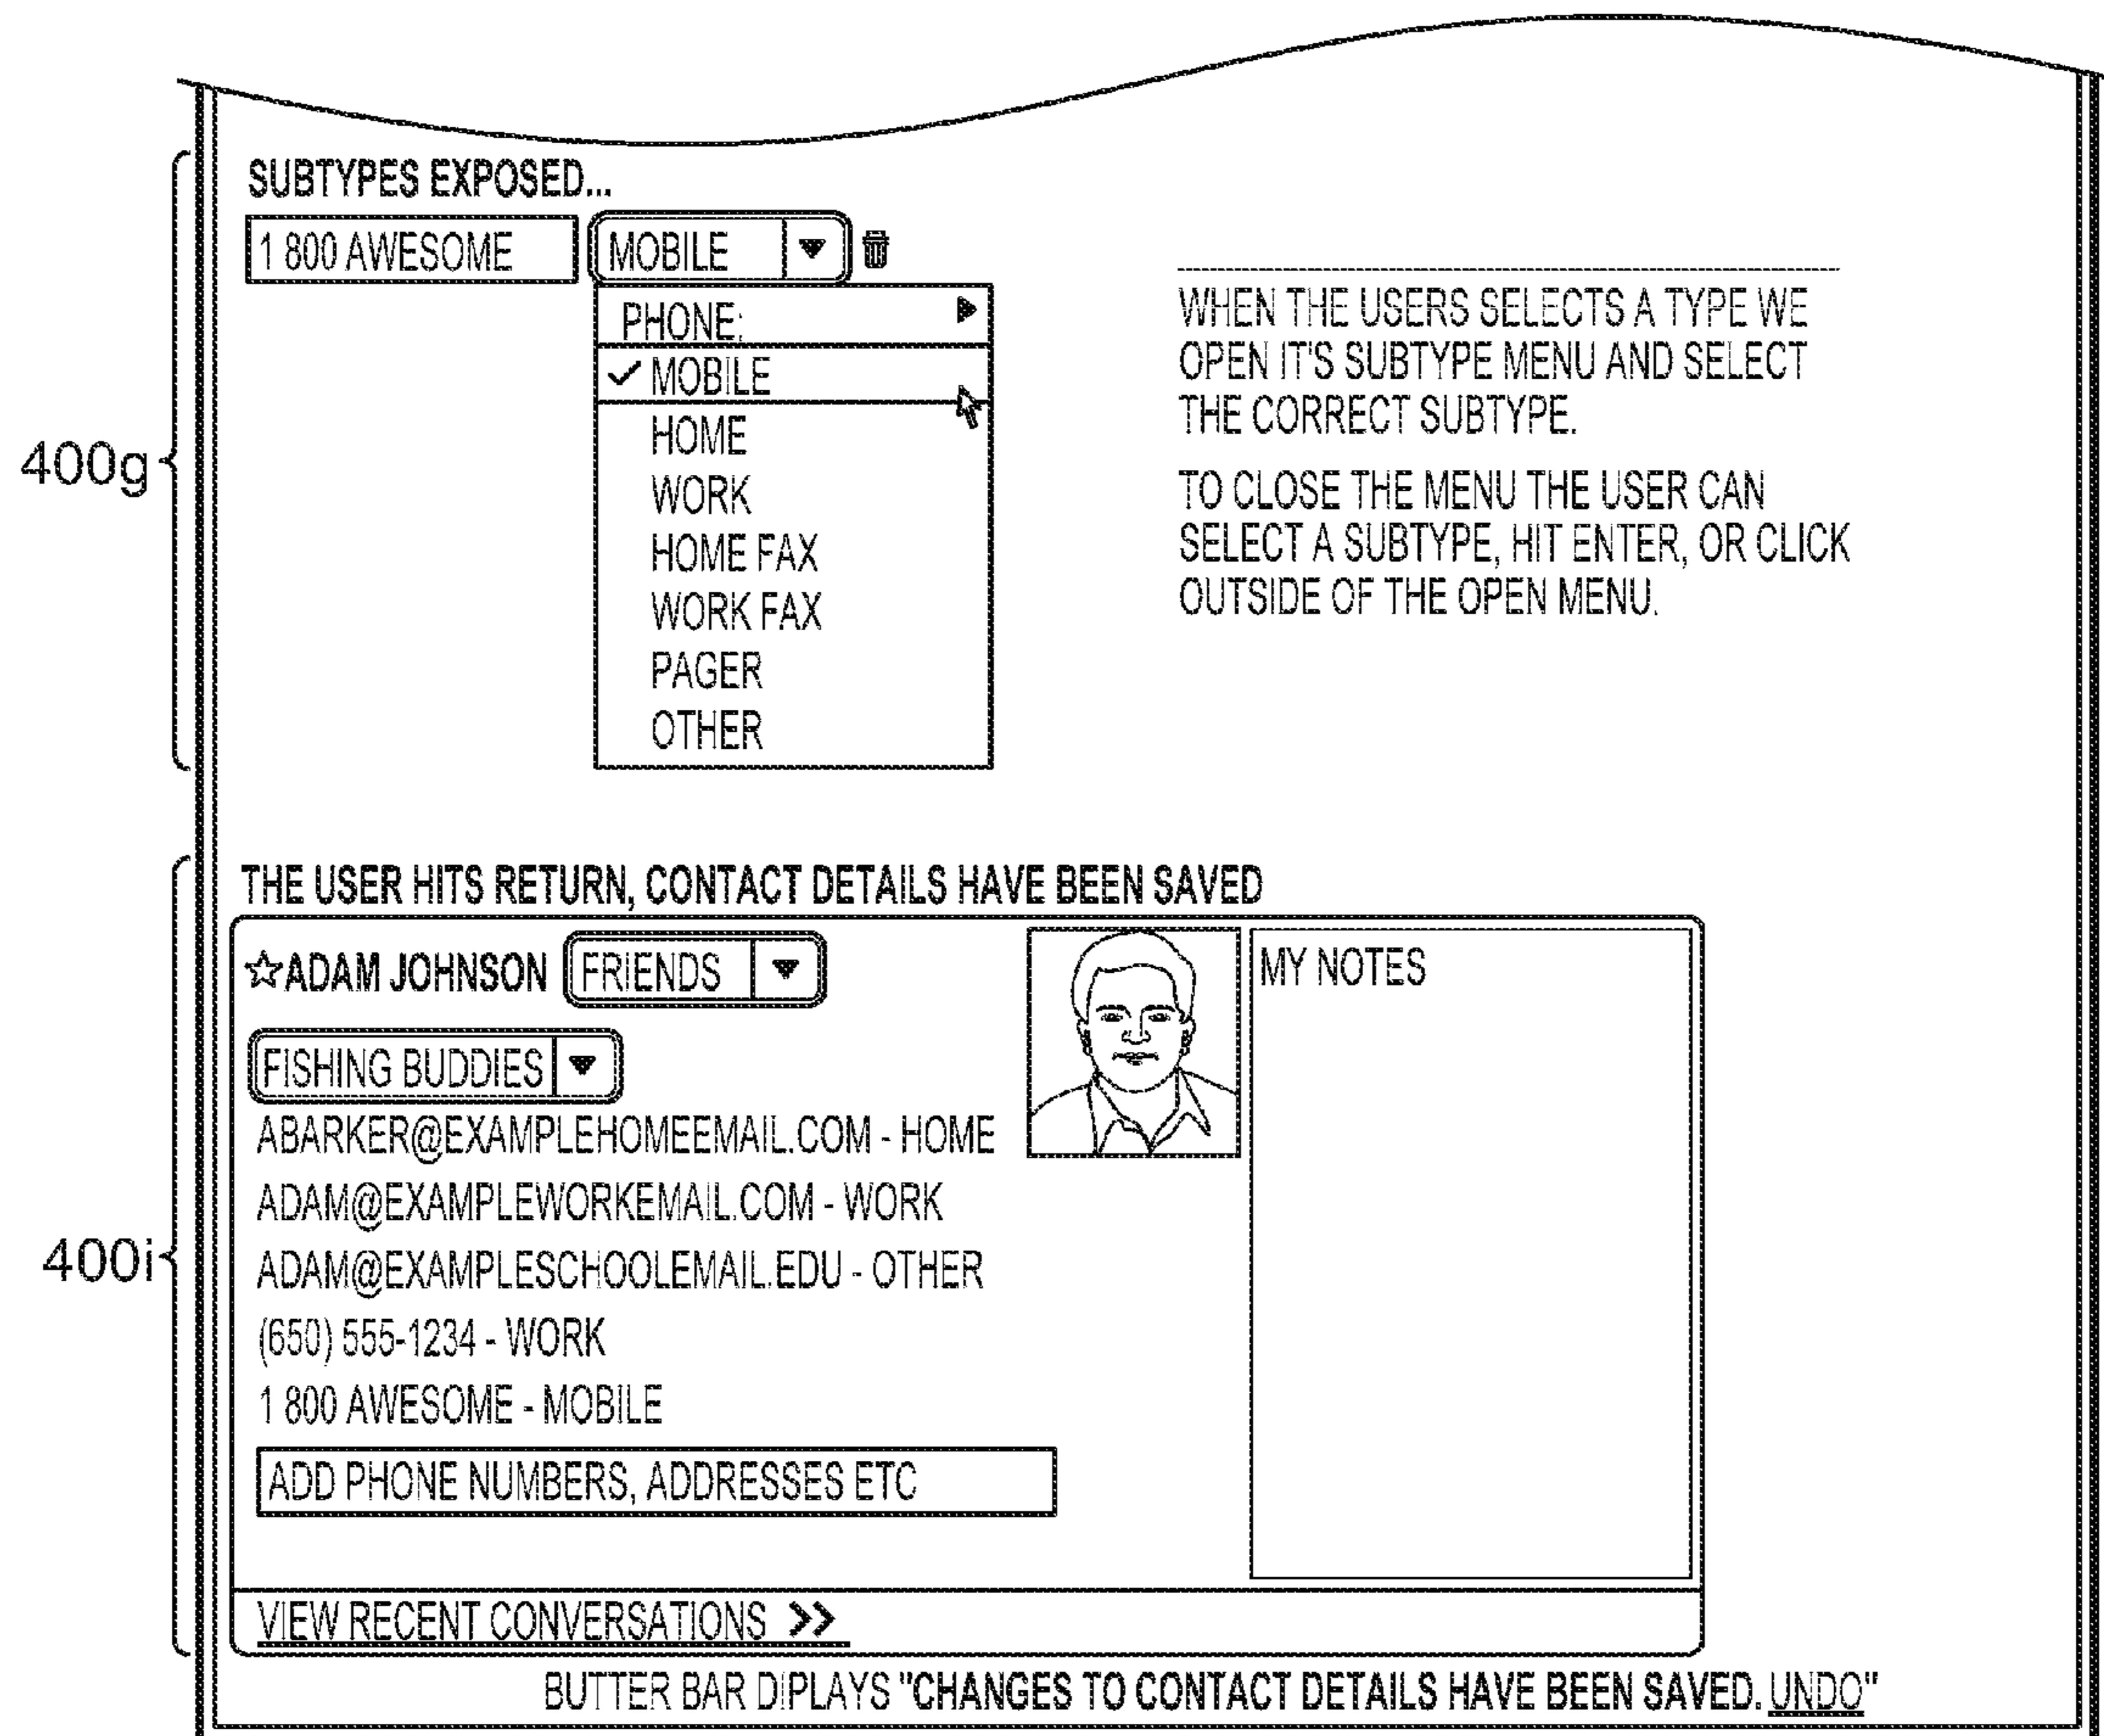 SUBTYPES EXPOSED...
1 800 AWESOME
MOBILE
PHONE:
MOBILE
HOME
WORK
HOME FAX
WORK FAX
PAGER
OTHER
WHEN THE USERS SELECTS A TYPE WE
OPEN IT'S SUBTYPE MENU AND SELECT
THE CORRECT SUBTYPE.
TO CLOSE THE MENU THE USER CAN
SELECT A SUBTYPE, HIT ENTER, OR CLICK
OUTSIDE OF THE OPEN MENU.
400g
THE USER HITS RETURN, CONTACT DETAILS HAVE BEEN SAVED
ADAM JOHNSON FRIENDS
FISHING BUDDIES
ABARKER@EXAMPLEHOMEEMAIL.COM - HOME
ADAM@EXAMPLEWORKEMAIL.COM - WORK
ADAM@EXAMPLESCHOOLEMAIL.EDU - OTHER
(650) 555-1234 - WORK
1 800 AWESOME - MOBILE
ADD PHONE NUMBERS, ADDRESSES ETC
MY NOTES
VIEW RECENT CONVERSATIONS >>
400i
BUTTER BAR DIPLAYS "CHANGES TO CONTACT DETAILS HAVE BEEN SAVED. UNDO"